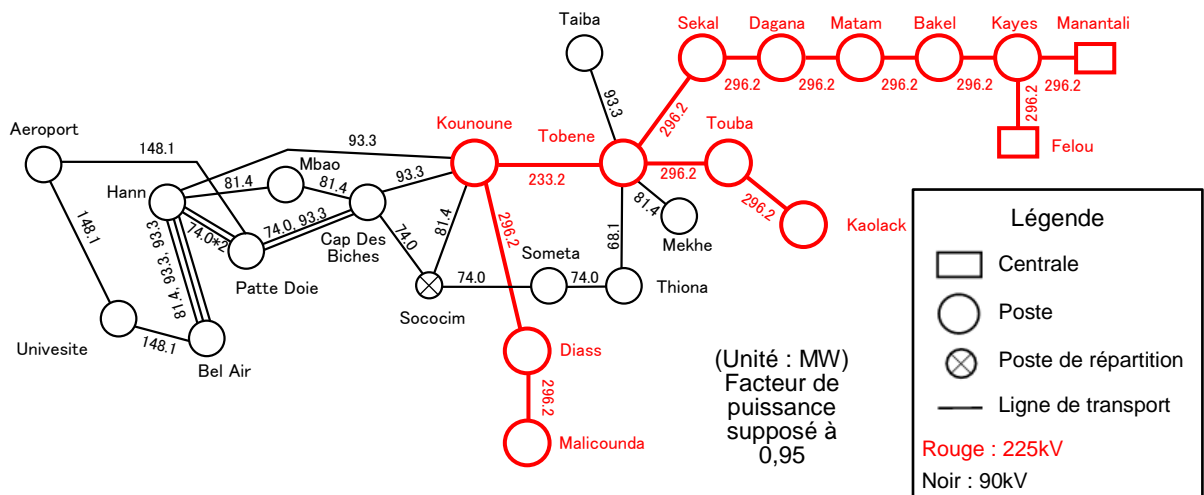 Taiba
Sekal
Dagana
Matam
Bakel
Kayes
Manantali
296.2
296.2
296.2
296.2
296.2
296.2
296.2
93.3
Felou
Aeroport
148.1
93.3
Kounoune
Tobene
Touba
Mbao
Hann
81.4
81.4
93.3
233.2
296.2
296.2
Kaolack
74.0*2
74.0, 93.3
Cap Des
Biches
74.0
81.4
296.2
68.1
81.4
Mekhe
148.1
81.4, 93.3, 93.3
Patte Doie
Someta
74.0
74.0
Thiona
Sococim
Univesite
148.1
Bel Air
Diass
296.2
Malicounda
(Unité : MW)
Facteur de
puissance
supposé à
0,95
Légende
Centrale
Poste
Poste de répartition
Ligne de transport
Rouge : 225kV
Noir : 90kV